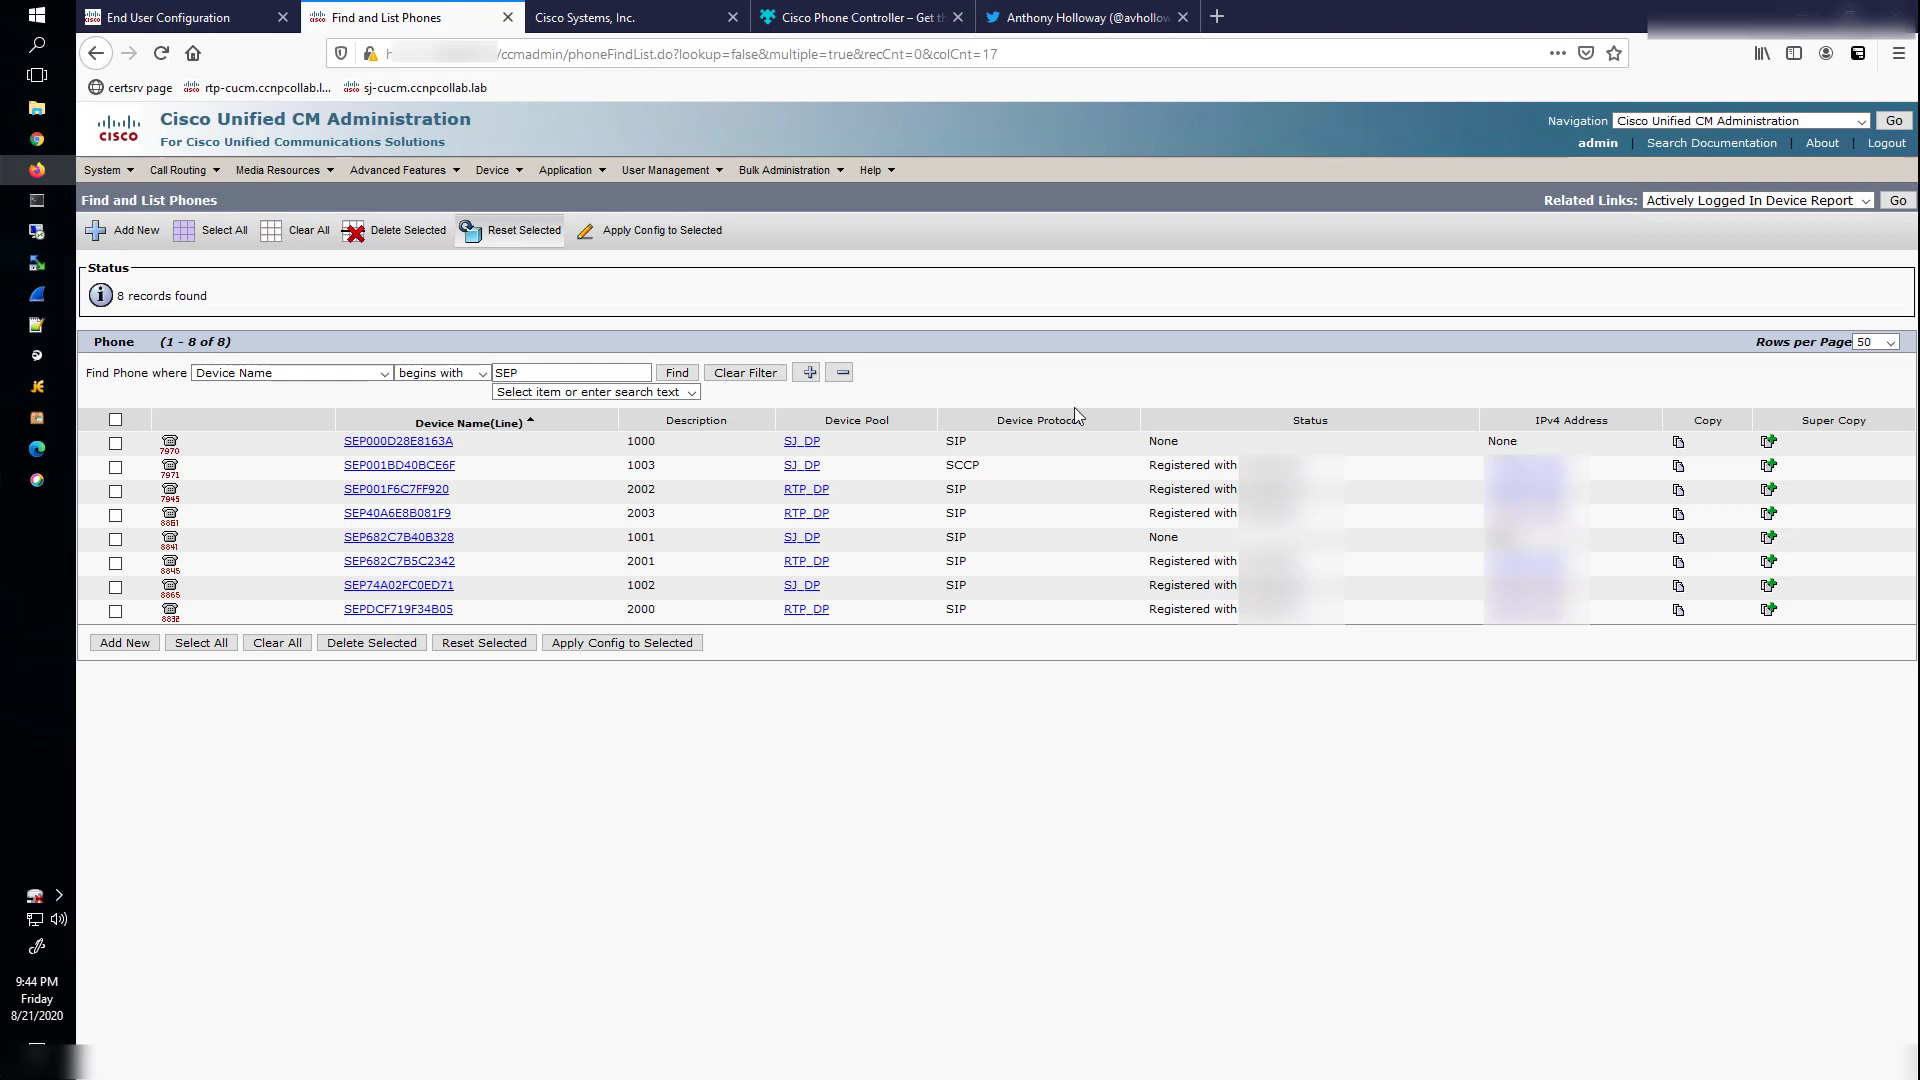 End User Configuration
Find and List Phones
Cisco Systems, Inc.
Cisco Phone Controller – Get t
Anthony Holloway (@avhollow
h /ccmadmin/phoneFindList.do?lookup=false&multiple=true&recCnt=0&colCnt=17
certsrv page rtp-cucm.ccnpcollab.l... sj-cucm.ccnpcollab.lab
CISCO
Cisco Unified CM Administration
For Cisco Unified Communications Solutions
Navigation Cisco Unified CM Administration Go
admin | Search Documentation | About | Logout
System Call Routing Media Resources Advanced Features Device Application User Management Bulk Administration Help
Find and List Phones
Related Links: Actively Logged In Device Report Go
Add New Select All Clear All Delete Selected Reset Selected Apply Config to Selected
Status
8 records found
Phone (1 - 8 of 8)
Rows per Page 50
Find Phone where Device Name begins with SEP Find Clear Filter
Select item or enter search text
Device Name(Line) Description Device Pool Device Protoco Status IPv4 Address Copy Super Copy
7970 SEP000D28E8163A 1000 SJ_DP SIP None None
7971 SEP001BD40BCE6F 1003 SJ_DP SCCP Registered with
7945 SEP001F6C7FF920 2002 RTP_DP SIP Registered with
8861 SEP40A6E8B081F9 2003 RTP_DP SIP Registered with
8841 SEP682C7B40B328 1001 SJ_DP SIP None
8845 SEP682C7B5C2342 2001 RTP_DP SIP Registered with
8865 SEP74A02FC0ED71 1002 SJ_DP SIP Registered with
8832 SEPDCF719F34B05 2000 RTP_DP SIP Registered with
Add New Select All Clear All Delete Selected Reset Selected Apply Config to Selected
9:44 PM
Friday
8/21/2020